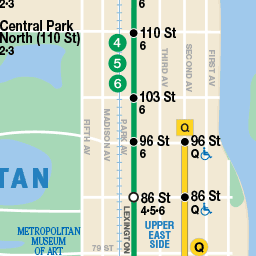 2•3
Central Park
North (110 St)
2•3
4
5
6
110 St
6
103 St
6
96 St
6
86 St
4•5•6
Q
96 St
Q
86 St
Q
Q
FIFTH AV
MADISON AV
PARK AV
LEXINGTON
THIRD AV
SECOND AV
FIRST AV
TAN
METROPOLITAN
MUSEUM
OF ART
79 ST
UPPER
EAST
SIDE